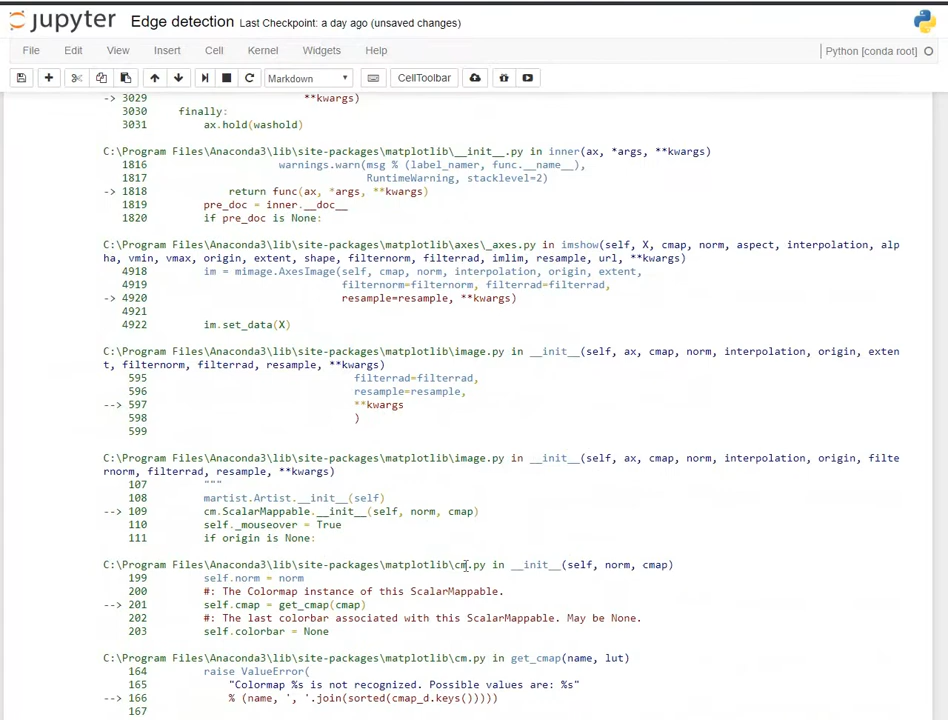 jupyter Edge detection Last Checkpoint: a day ago (unsaved changes)
File Edit View Insert Cell Kernel Widgets Help Python [conda root]
Markdown CellToolbar
-> 3029 **kwargs)
3030 finally:
3031 ax.hold(washold)
C:\Program Files\Anaconda3\lib\site-packages\matplotlib\__init__.py in inner(ax, *args, **kwargs)
1816 warnings.warn(msg % (label_namer, func.__name__),
1817 RuntimeWarning, stacklevel=2)
-> 1818 return func(ax, *args, **kwargs)
1819 pre_doc = inner.__doc__
1820 if pre_doc is None:
C:\Program Files\Anaconda3\lib\site-packages\matplotlib\axes\_axes.py in imshow(self, X, cmap, norm, aspect, interpolation, alp
ha, vmin, vmax, origin, extent, shape, filternorm, filterrad, imlim, resample, url, **kwargs)
4918 im = mimage.AxesImage(self, cmap, norm, interpolation, origin, extent,
4919 filternorm=filternorm, filterrad=filterrad,
-> 4920 resample=resample, **kwargs)
4921
4922 im.set_data(X)
C:\Program Files\Anaconda3\lib\site-packages\matplotlib\image.py in __init__(self, ax, cmap, norm, interpolation, origin, exten
t, filternorm, filterrad, resample, **kwargs)
595 filterrad=filterrad,
596 resample=resample,
--> 597 **kwargs
598 )
599
C:\Program Files\Anaconda3\lib\site-packages\matplotlib\image.py in __init__(self, ax, cmap, norm, interpolation, origin, filte
rnorm, filterrad, resample, **kwargs)
107 """
108 martist.Artist.__init__(self)
--> 109 cm.ScalarMappable.__init__(self, norm, cmap)
110 self._mouseover = True
111 if origin is None:
C:\Program Files\Anaconda3\lib\site-packages\matplotlib\cm.py in __init__(self, norm, cmap)
199 self.norm = norm
200 #: The Colormap instance of this ScalarMappable.
--> 201 self.cmap = get_cmap(cmap)
202 #: The last colorbar associated with this ScalarMappable. May be None.
203 self.colorbar = None
C:\Program Files\Anaconda3\lib\site-packages\matplotlib\cm.py in get_cmap(name, lut)
164 raise ValueError(
165 "Colormap %s is not recognized. Possible values are: %s"
--> 166 % (name, ', '.join(sorted(cmap_d.keys()))))
167